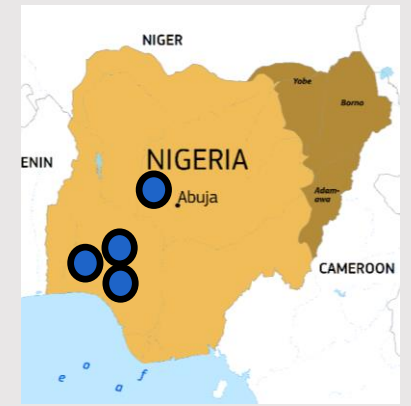 NIGER
Yobe
Borno
ENIN
NIGERIA
Abuja
Adam-
awa
CAMEROON
e o a f